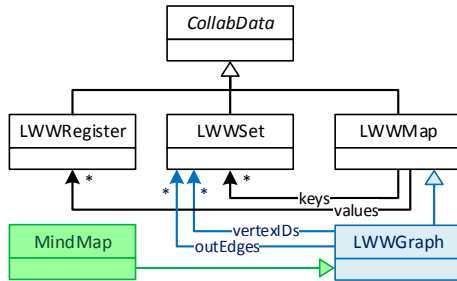 CollabData
LWWRegister LWWSet LWWMap
* * * *
keys
values
vertexIDs
outEdges
MindMap LWWGraph